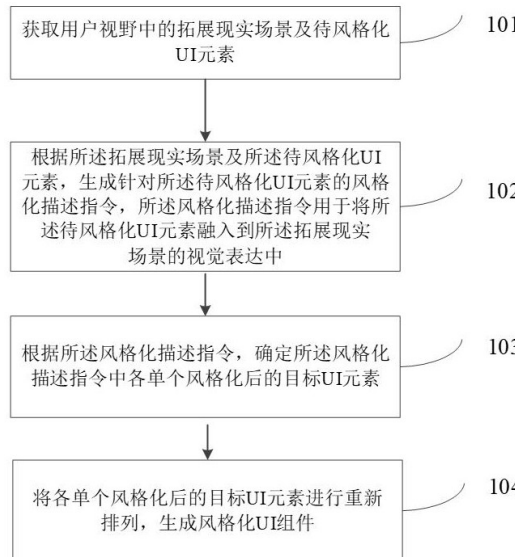 获取用户视野中的拓展现实场景及待风格化
UI元素
101
根据所述拓展现实场景及所述待风格化UI
元素，生成针对所述待风格化UI元素的风格
化描述指令，所述风格化描述指令用于将所
述待风格化UI元素融入到所述拓展现实
场景的视觉表达中
102
根据所述风格化描述指令，确定所述风格化
描述指令中各单个风格化后的目标UI元素
103
将各单个风格化后的目标UI元素进行重新
排列，生成风格化UI组件
104